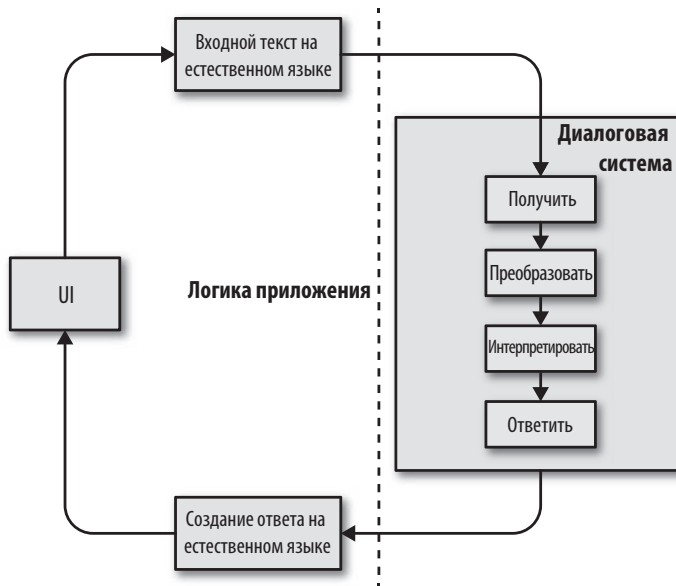 Входной текст на
естественном языке
Диалоговая
система
Получить
Преобразовать
UI
Логика приложения
Интерпретировать
Ответить
Создание ответа на
естественном языке